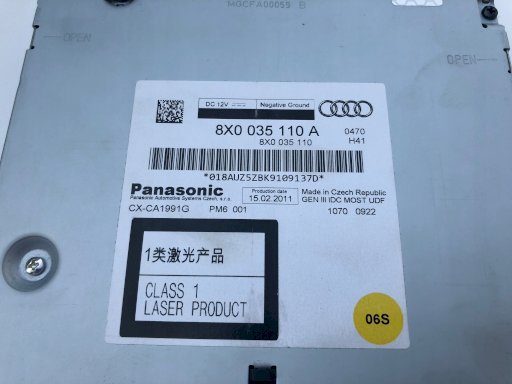 MGCFA00059 B
OPEN
OPEN
DC 12V
Negative Ground
8X0 035 110 A
0470
8X0 035 110
H41
*018AUZ5ZBK9109137D*
Panasonic
Production date
Made in Czech Republic
Panasonic Automotive Systems Czech, s.r.o.
15.02.2011
GEN III IDC MOST UDF
CX-CA1991G
PM6 001
1070 0922
1类激光产品
CLASS 1
LASER PRODUCT
06S